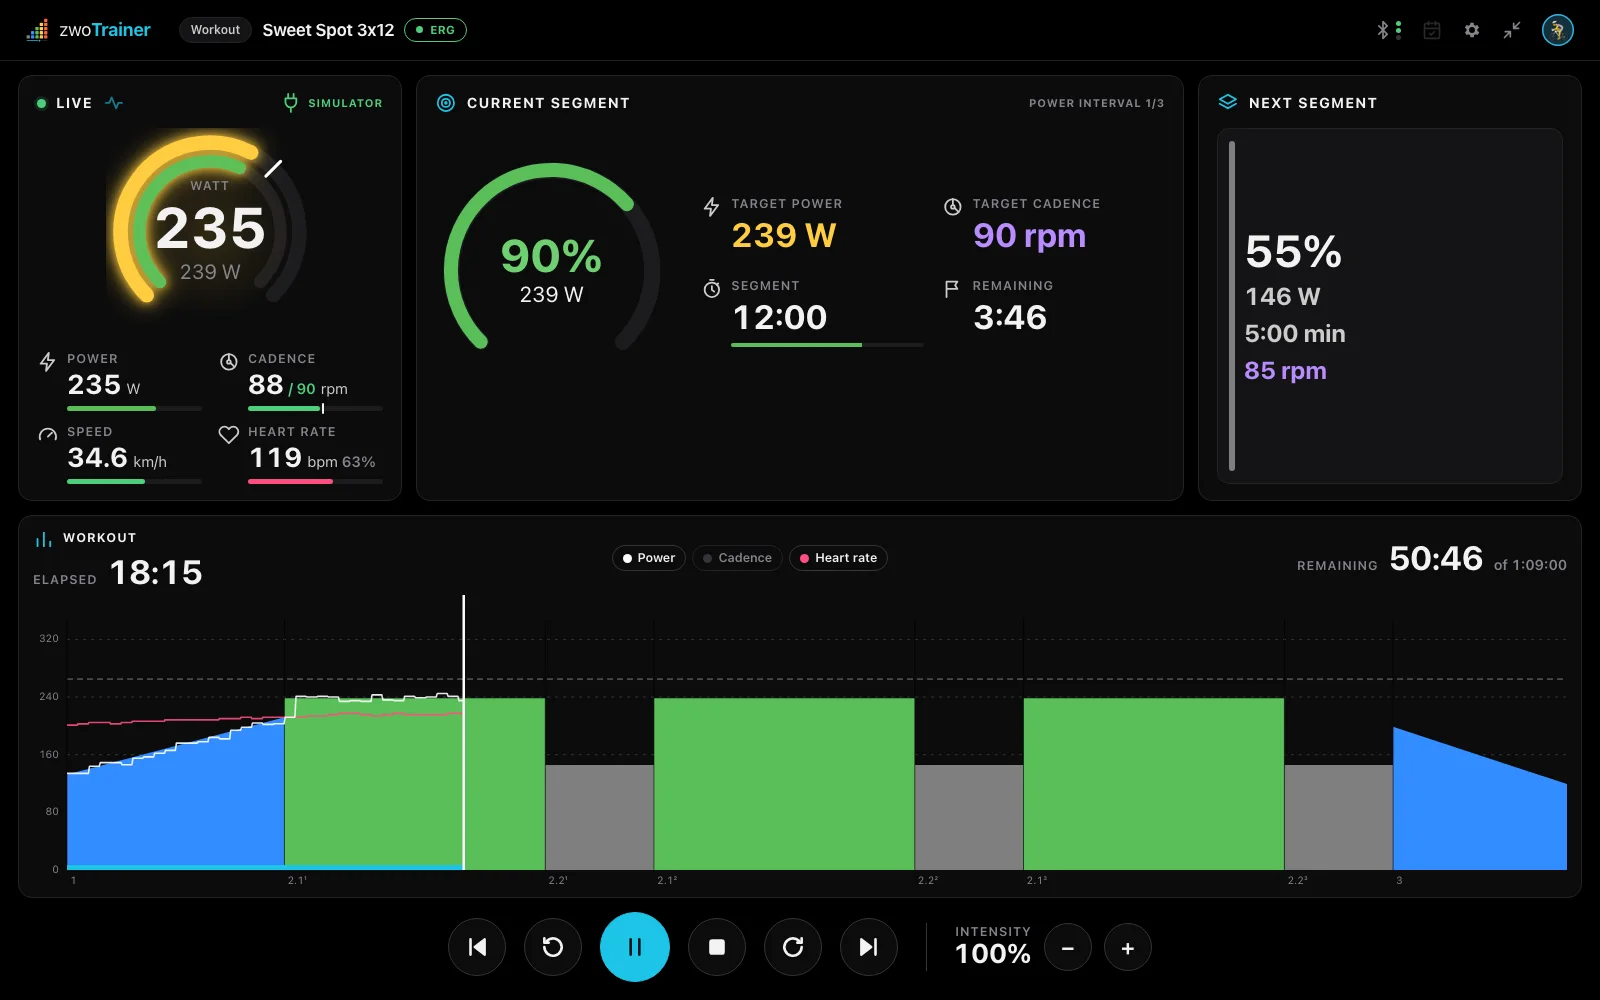 zwoTrainer
Workout
Sweet Spot 3x12
ERG
LIVE
SIMULATOR
WATT
235
239 W
POWER
235 W
CADENCE
88 / 90 rpm
SPEED
34.6 km/h
HEART RATE
119 bpm 63%
CURRENT SEGMENT
POWER INTERVAL 1/3
90%
239 W
TARGET POWER
239 W
TARGET CADENCE
90 rpm
SEGMENT
12:00
REMAINING
3:46
NEXT SEGMENT
55%
146 W
5:00 min
85 rpm
WORKOUT
ELAPSED 18:15
Power
Cadence
Heart rate
REMAINING 50:46 of 1:09:00
320
240
160
80
0
1 2.1¹ 2.2¹ 2.1² 2.2² 2.1³ 2.2³ 3
INTENSITY
100%